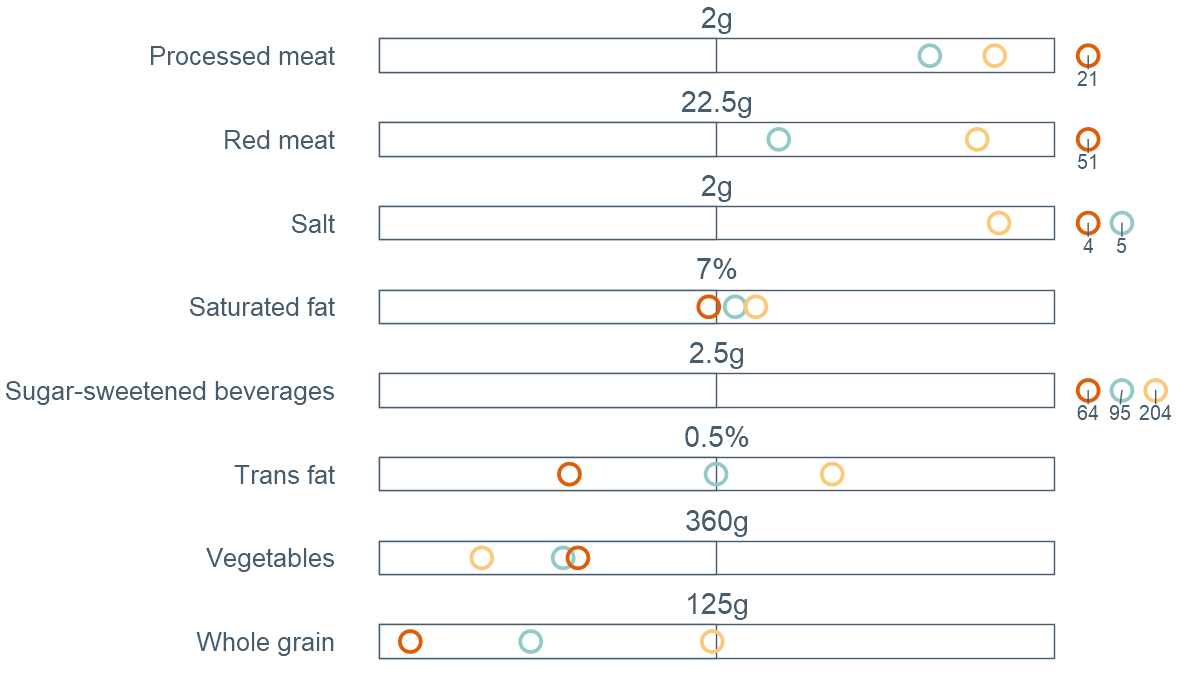 2g
Processed meat
21
22.5g
Red meat
51
2g
Salt
4 5
7%
Saturated fat
2.5g
Sugar-sweetened beverages
64 95 204
0.5%
Trans fat
360g
Vegetables
125g
Whole grain